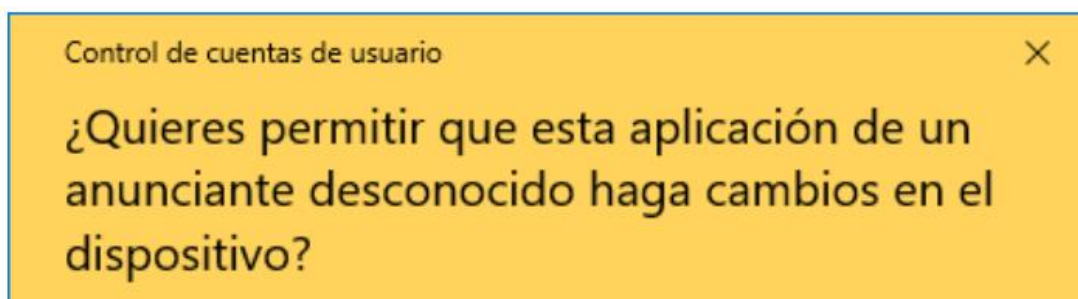 Control de cuentas de usuario
¿Quieres permitir que esta aplicación de un
anunciante desconocido haga cambios en el
dispositivo?